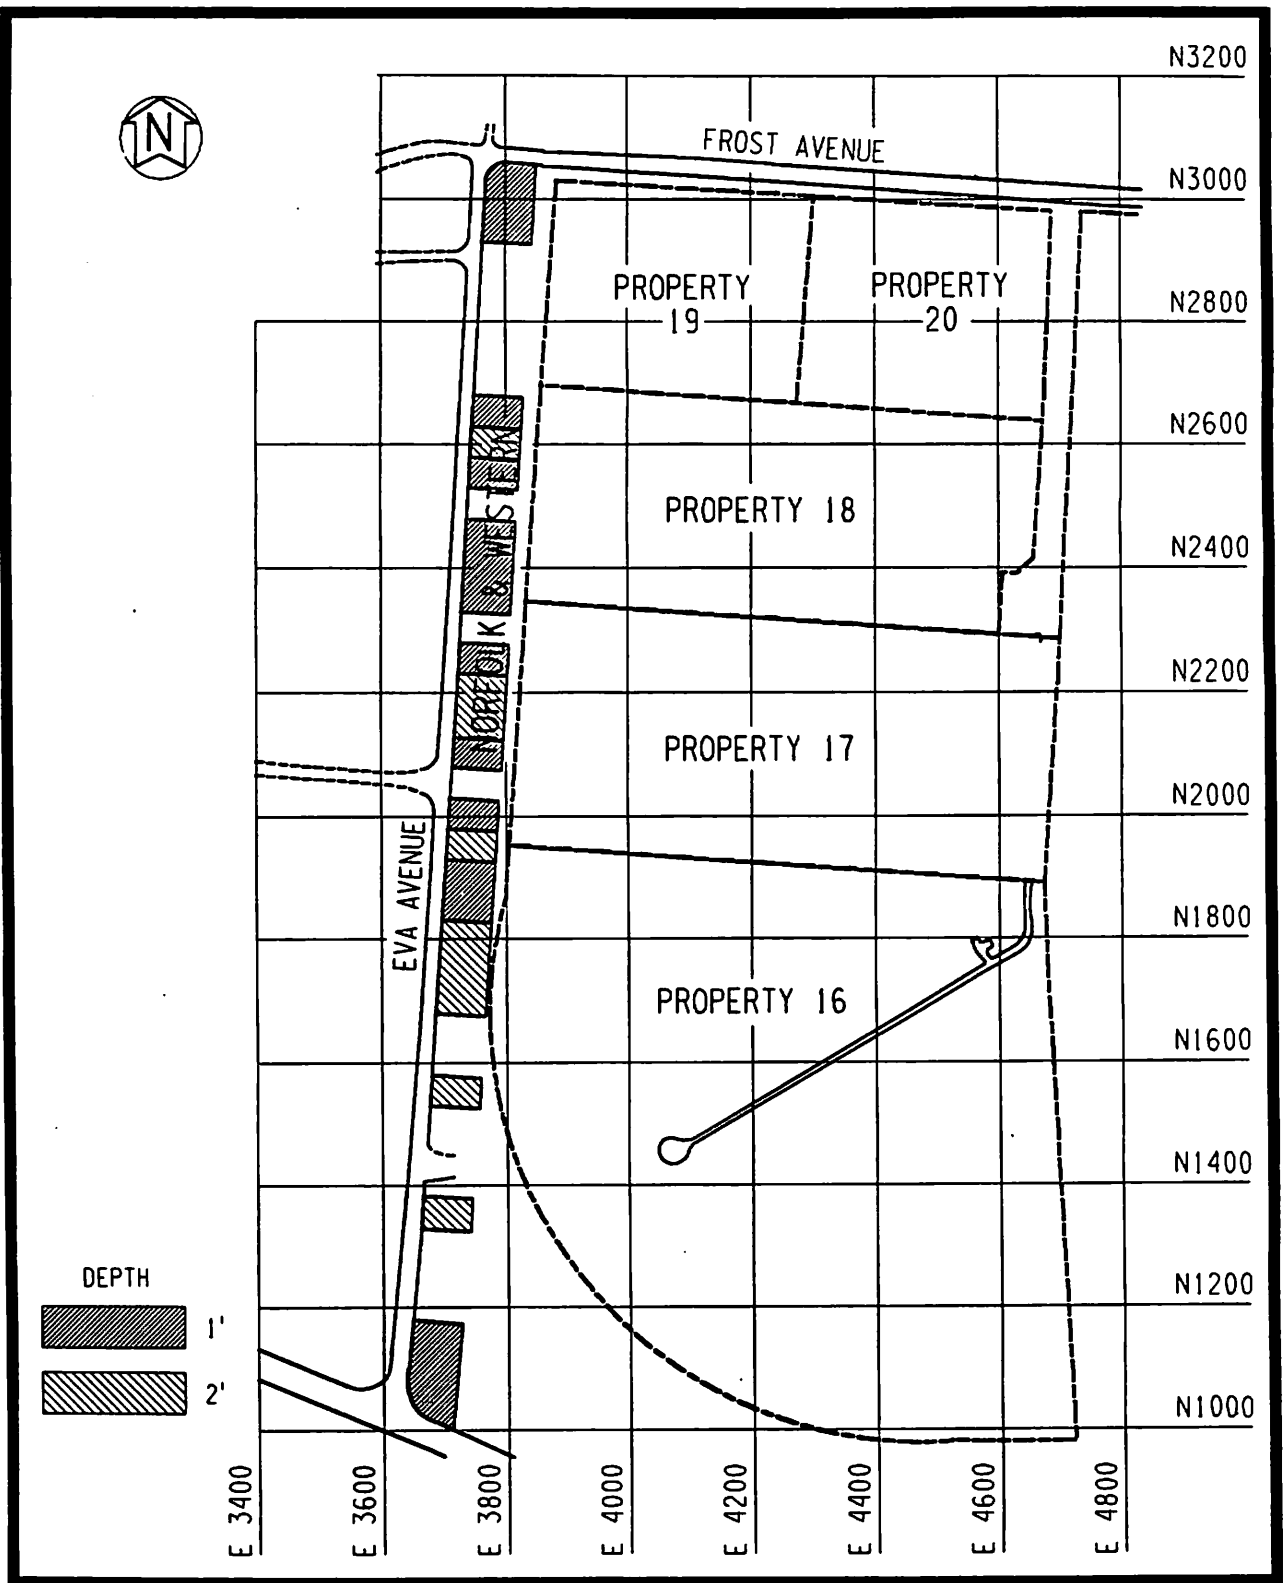 N3200
N
FROST AVENUE
N3000
PROPERTY
19
PROPERTY
20
N2800
N2600
PROPERTY 18
N2400
NORFOLK & WESTERN
N2200
PROPERTY 17
N2000
EVA AVENUE
N1800
PROPERTY 16
N1600
N1400
DEPTH
N1200
1'
2'
N1000
E 3400
E 3600
E 3800
E 4000
E 4200
E 4400
E 4600
E 4800